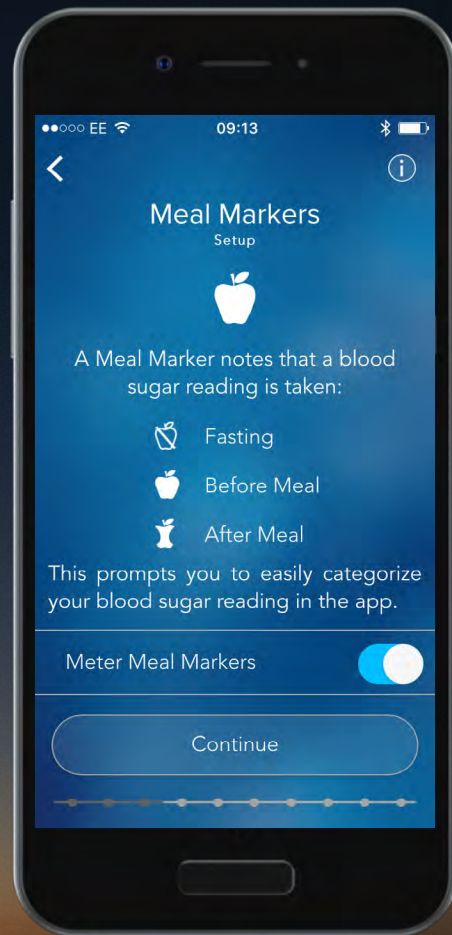 EE 09:13
Meal Markers
Setup
A Meal Marker notes that a blood
sugar reading is taken:
Fasting
Before Meal
After Meal
This prompts you to easily categorize
your blood sugar reading in the app.
Meter Meal Markers
Continue